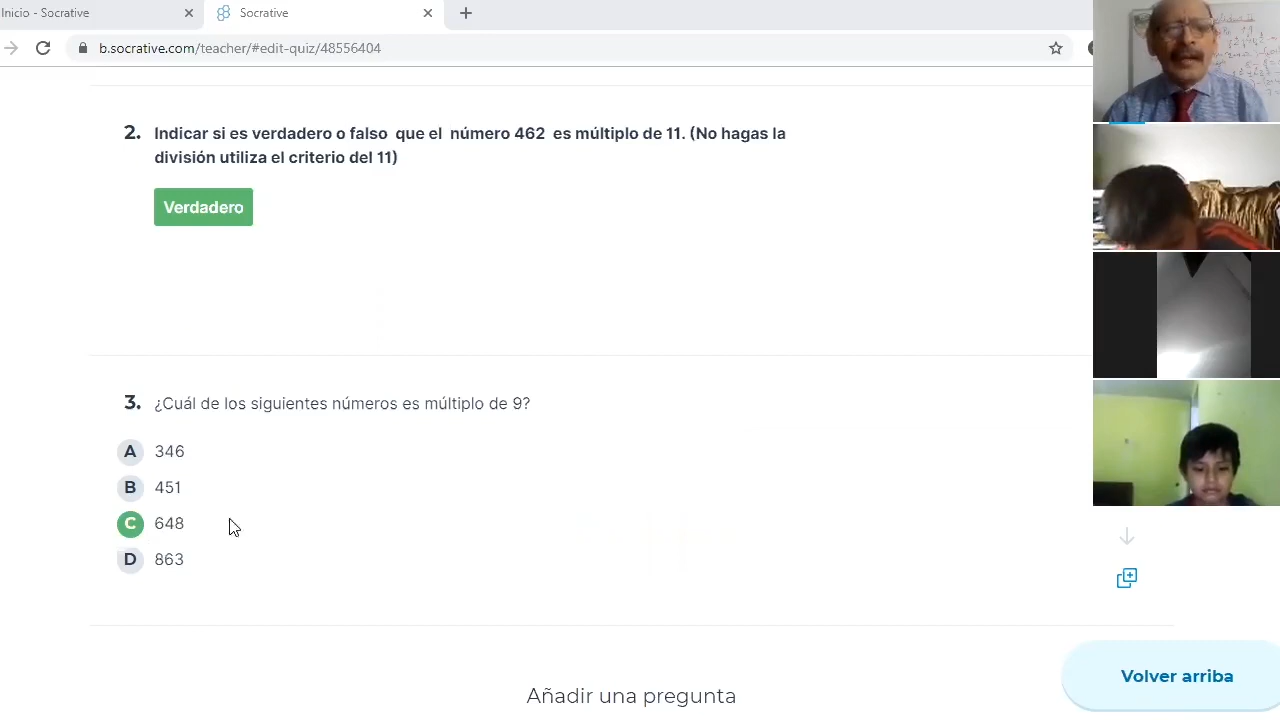 Inicio - Socrative
Socrative
b.socrative.com/teacher/#edit-quiz/48556404
2. Indicar si es verdadero o falso que el número 462 es múltiplo de 11. (No hagas la
división utiliza el criterio del 11)
Verdadero
3. ¿Cuál de los siguientes números es múltiplo de 9?
A 346
B 451
C 648
D 863
Añadir una pregunta
Volver arriba